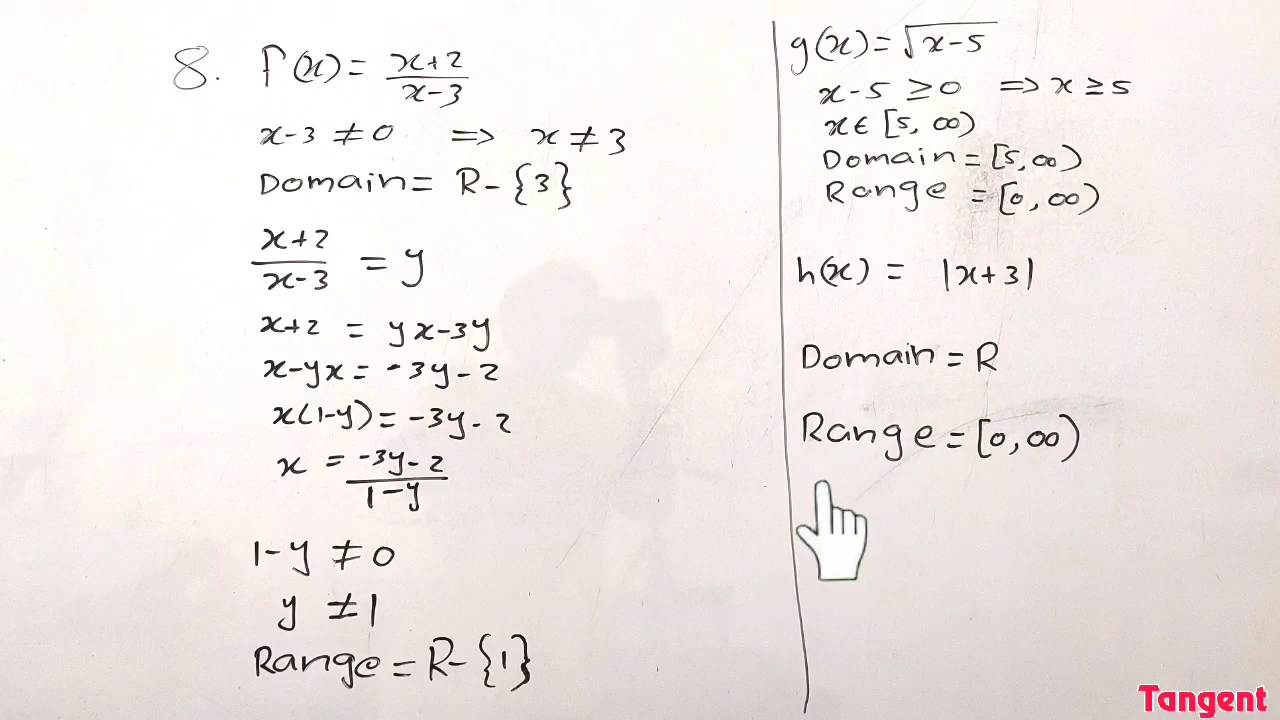 8. f(x) = x+2 / x-3
x-3 ≠ 0 => x ≠ 3
Domain = R - {3}
x+2 / x-3 = y
x+2 = yx-3y
x-yx = -3y-2
x(1-y) = -3y-2
x = -3y-2 / 1-y
1-y ≠ 0
y ≠ 1
Range = R-{1}
g(x) = √x-5
x-5 ≥ 0 => x ≥ 5
x∈ [5, ∞)
Domain = [5, ∞)
Range = [0, ∞)
h(x) = |x+3|
Domain = R
Range = [0, ∞)
Tangent